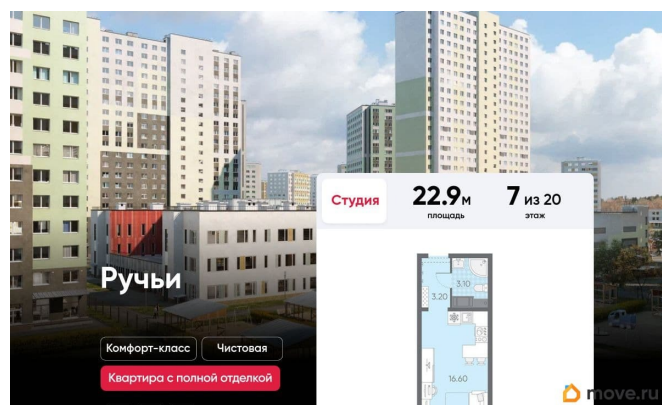 Студия
22.9 м
площадь
7 из 20
этаж
3.10
3.20
16.60
Ручьи
Комфорт-класс
Чистовая
Квартира с полной отделкой
move.ru